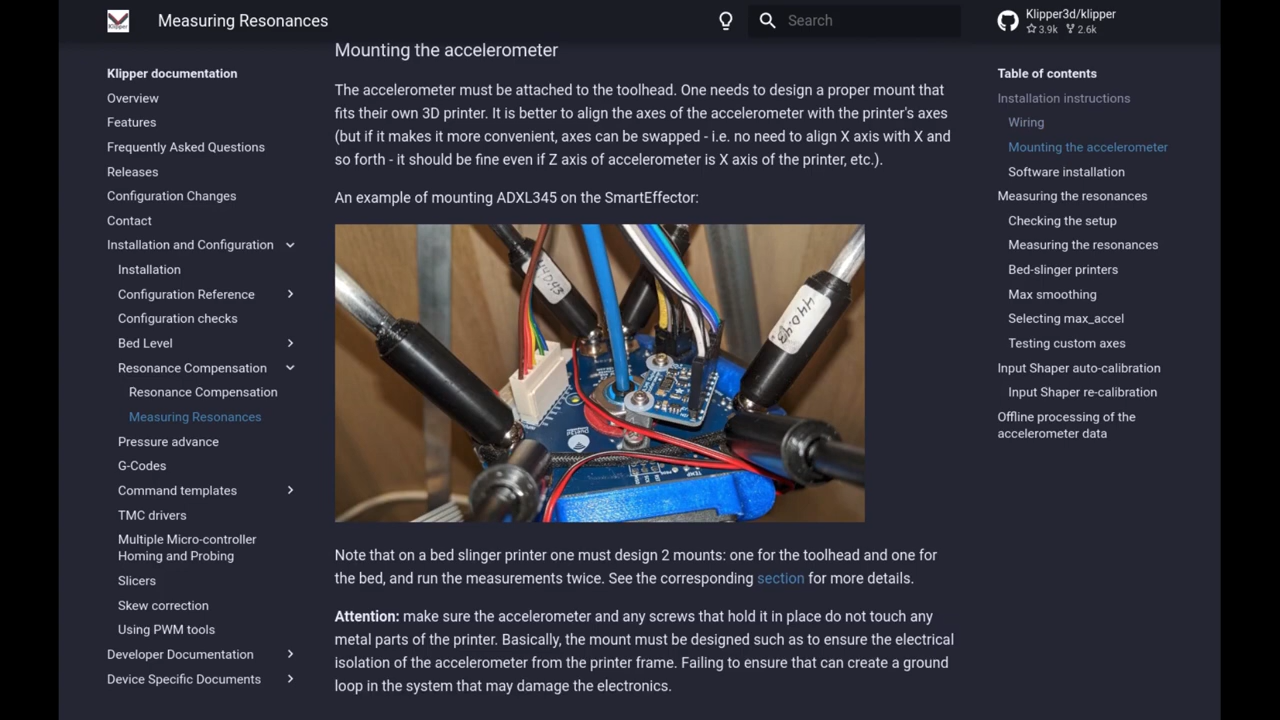 Klipper
Measuring Resonances
Search
Klipper3d/klipper
3.9k 2.6k
Klipper documentation
Overview
Features
Frequently Asked Questions
Releases
Configuration Changes
Contact
Installation and Configuration
Installation
Configuration Reference
Configuration checks
Bed Level
Resonance Compensation
Resonance Compensation
Measuring Resonances
Pressure advance
G-Codes
Command templates
TMC drivers
Multiple Micro-controller
Homing and Probing
Slicers
Skew correction
Using PWM tools
Developer Documentation
Device Specific Documents
Mounting the accelerometer
The accelerometer must be attached to the toolhead. One needs to design a proper mount that
fits their own 3D printer. It is better to align the axes of the accelerometer with the printer's axes
(but if it makes it more convenient, axes can be swapped - i.e. no need to align X axis with X and
so forth - it should be fine even if Z axis of accelerometer is X axis of the printer, etc.).
An example of mounting ADXL345 on the SmartEffector:
440.43
TEMP
Note that on a bed slinger printer one must design 2 mounts: one for the toolhead and one for
the bed, and run the measurements twice. See the corresponding section for more details.
Attention: make sure the accelerometer and any screws that hold it in place do not touch any
metal parts of the printer. Basically, the mount must be designed such as to ensure the electrical
isolation of the accelerometer from the printer frame. Failing to ensure that can create a ground
loop in the system that may damage the electronics.
Table of contents
Installation instructions
Wiring
Mounting the accelerometer
Software installation
Measuring the resonances
Checking the setup
Measuring the resonances
Bed-slinger printers
Max smoothing
Selecting max_accel
Testing custom axes
Input Shaper auto-calibration
Input Shaper re-calibration
Offline processing of the
accelerometer data